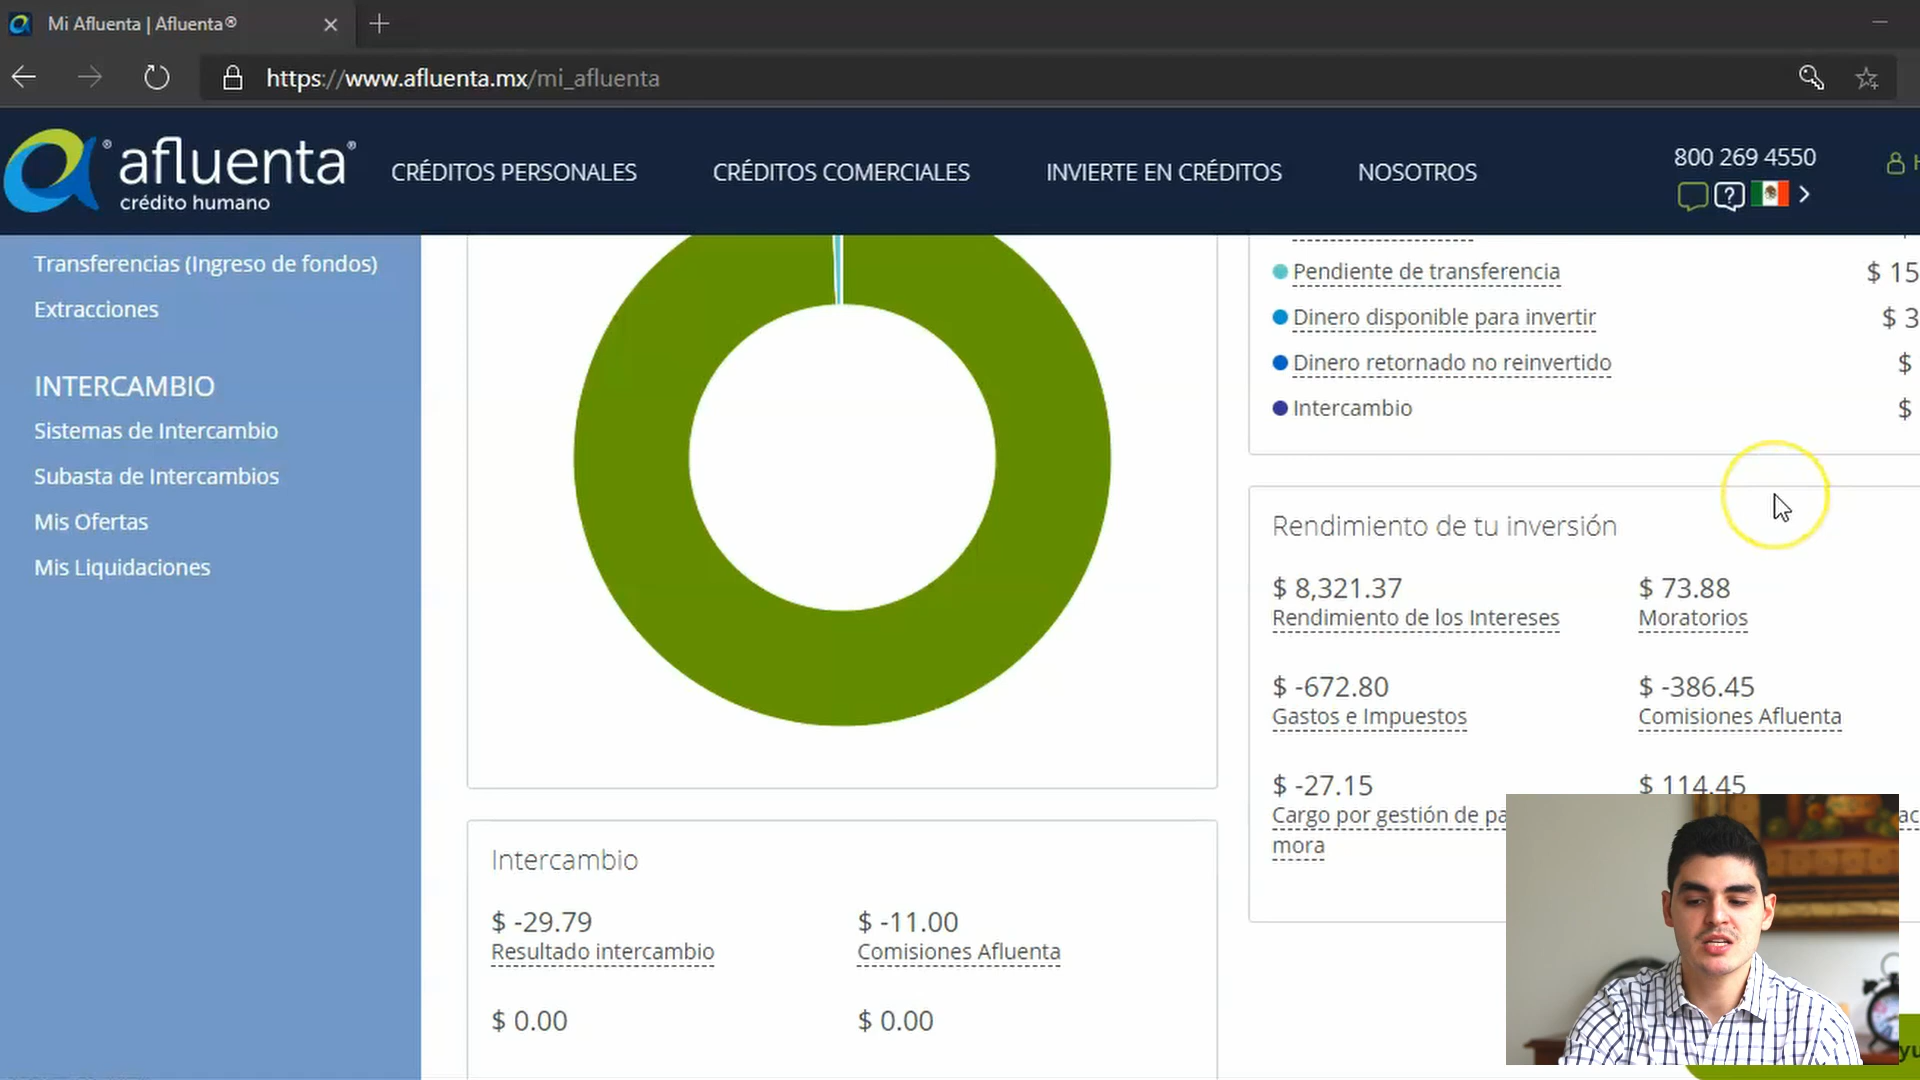 Mi Afluenta | Afluenta®
https://www.afluenta.mx/mi_afluenta
afluenta®
crédito humano
CRÉDITOS PERSONALES
CRÉDITOS COMERCIALES
INVIERTE EN CRÉDITOS
NOSOTROS
800 269 4550
Transferencias (Ingreso de fondos)
Extracciones
INTERCAMBIO
Sistemas de Intercambio
Subasta de Intercambios
Mis Ofertas
Mis Liquidaciones
Pendiente de transferencia $ 15
Dinero disponible para invertir $ 3
Dinero retornado no reinvertido $
Intercambio $
Rendimiento de tu inversión
$ 8,321.37 $ 73.88
Rendimiento de los Intereses Moratorios
$ -672.80 $ -386.45
Gastos e Impuestos Comisiones Afluenta
$ -27.15 $ 114.45
Cargo por gestión de
mora
Intercambio
$ -29.79 $ -11.00
Resultado intercambio Comisiones Afluenta
$ 0.00 $ 0.00